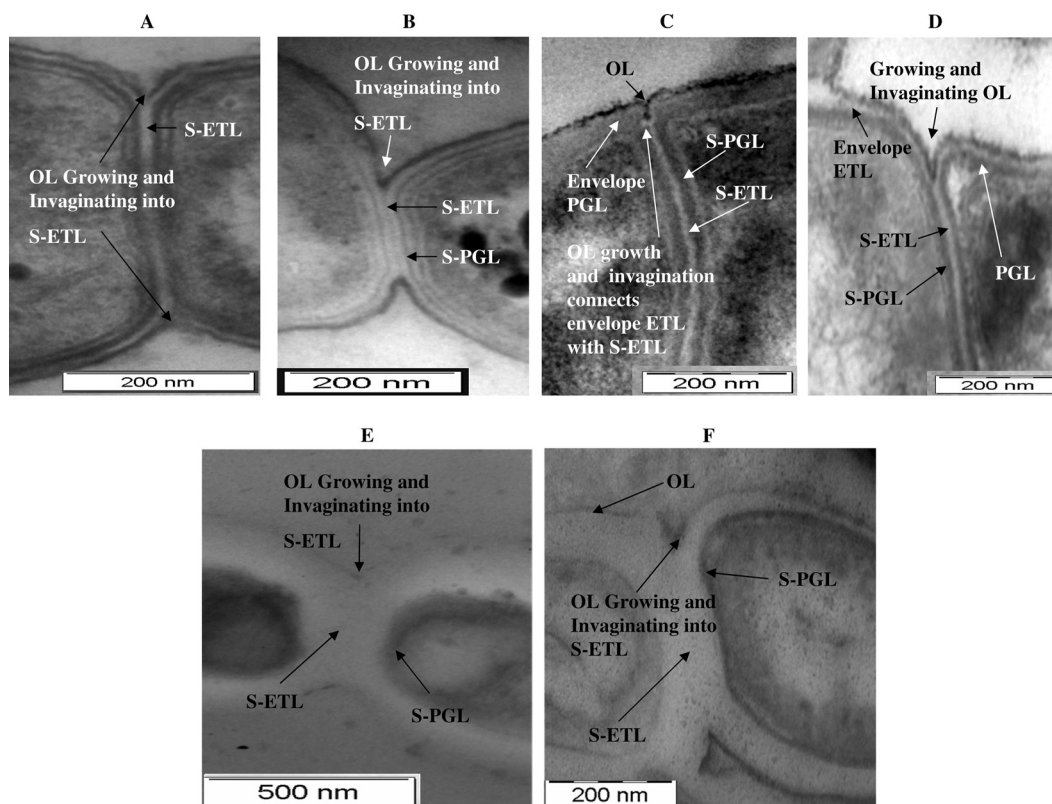 A
OL Growing and
Invaginating into
S-ETL
S-ETL
200 nm
B
OL Growing and
Invaginating into
S-ETL
S-ETL
S-PGL
200 nm
C
OL
Envelope
PGL
S-PGL
S-ETL
OL growth
and invagination
connects
envelope ETL
with S-ETL
200 nm
D
Growing and
Invaginating OL
Envelope
ETL
S-ETL
S-PGL
PGL
200 nm
E
OL Growing and
Invaginating into
S-ETL
S-ETL
S-PGL
500 nm
F
OL
S-PGL
OL Growing and
Invaginating into
S-ETL
S-ETL
200 nm